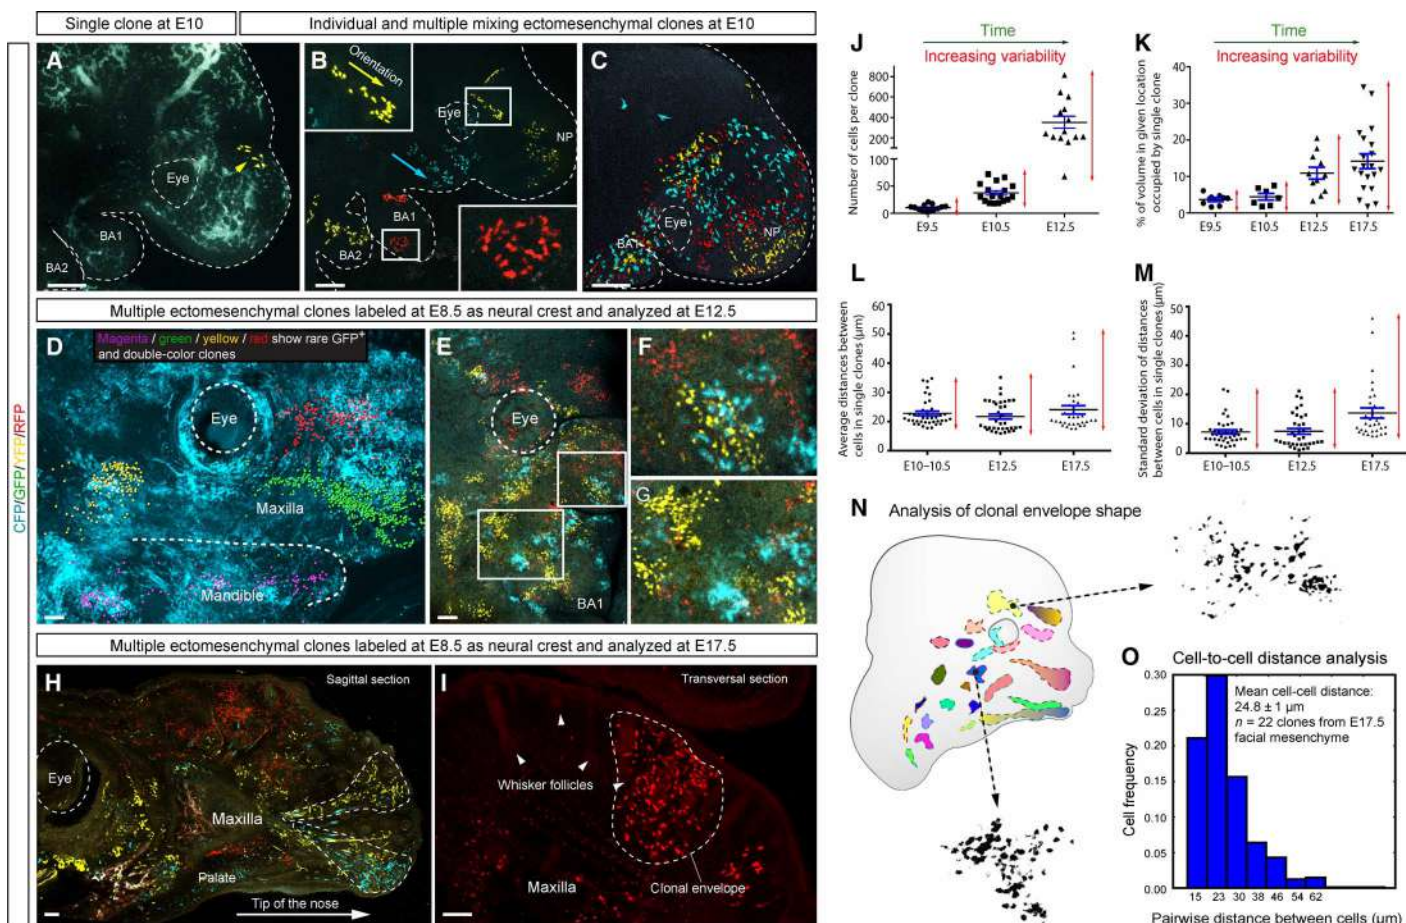 Single clone at E10
Individual and multiple mixing ectomesenchymal clones at E10
CFP/GFP/YFP/RFP
A
Eye
BA1
BA2
B
Orientation
Eye
NP
BA1
BA2
C
Eye
BA1
NP
Multiple ectomesenchymal clones labeled at E8.5 as neural crest and analyzed at E12.5
D
Magenta / green / yellow / red show rare GFP+
and double-color clones
Eye
Maxilla
Mandible
E
Eye
BA1
F
G
Multiple ectomesenchymal clones labeled at E8.5 as neural crest and analyzed at E17.5
H
Sagittal section
Eye
Maxilla
Palate
Tip of the nose
I
Transversal section
Whisker follicles
Maxilla
Clonal envelope
J
Time
Increasing variability
Number of cells per clone
800
600
400
200
100
50
0
E9.5 E10.5 E12.5
K
Time
Increasing variability
% of volume in given location
occupied by single clone
40
30
20
10
0
E9.5 E10.5 E12.5 E17.5
L
Average distances between
cells in single clones (µm)
60
50
40
30
20
10
0
E10–10.5 E12.5 E17.5
M
Standard deviation of distances
between cells in single clones (µm)
50
40
30
20
10
0
E10–10.5 E12.5 E17.5
N Analysis of clonal envelope shape
O Cell-to-cell distance analysis
Mean cell-cell distance:
24.8 ± 1 µm
n = 22 clones from E17.5
facial mesenchyme
Cell frequency
0.30
0.25
0.20
0.15
0.10
0.05
0.00
15 23 30 38 46 54 62
Pairwise distance between cells (µm)